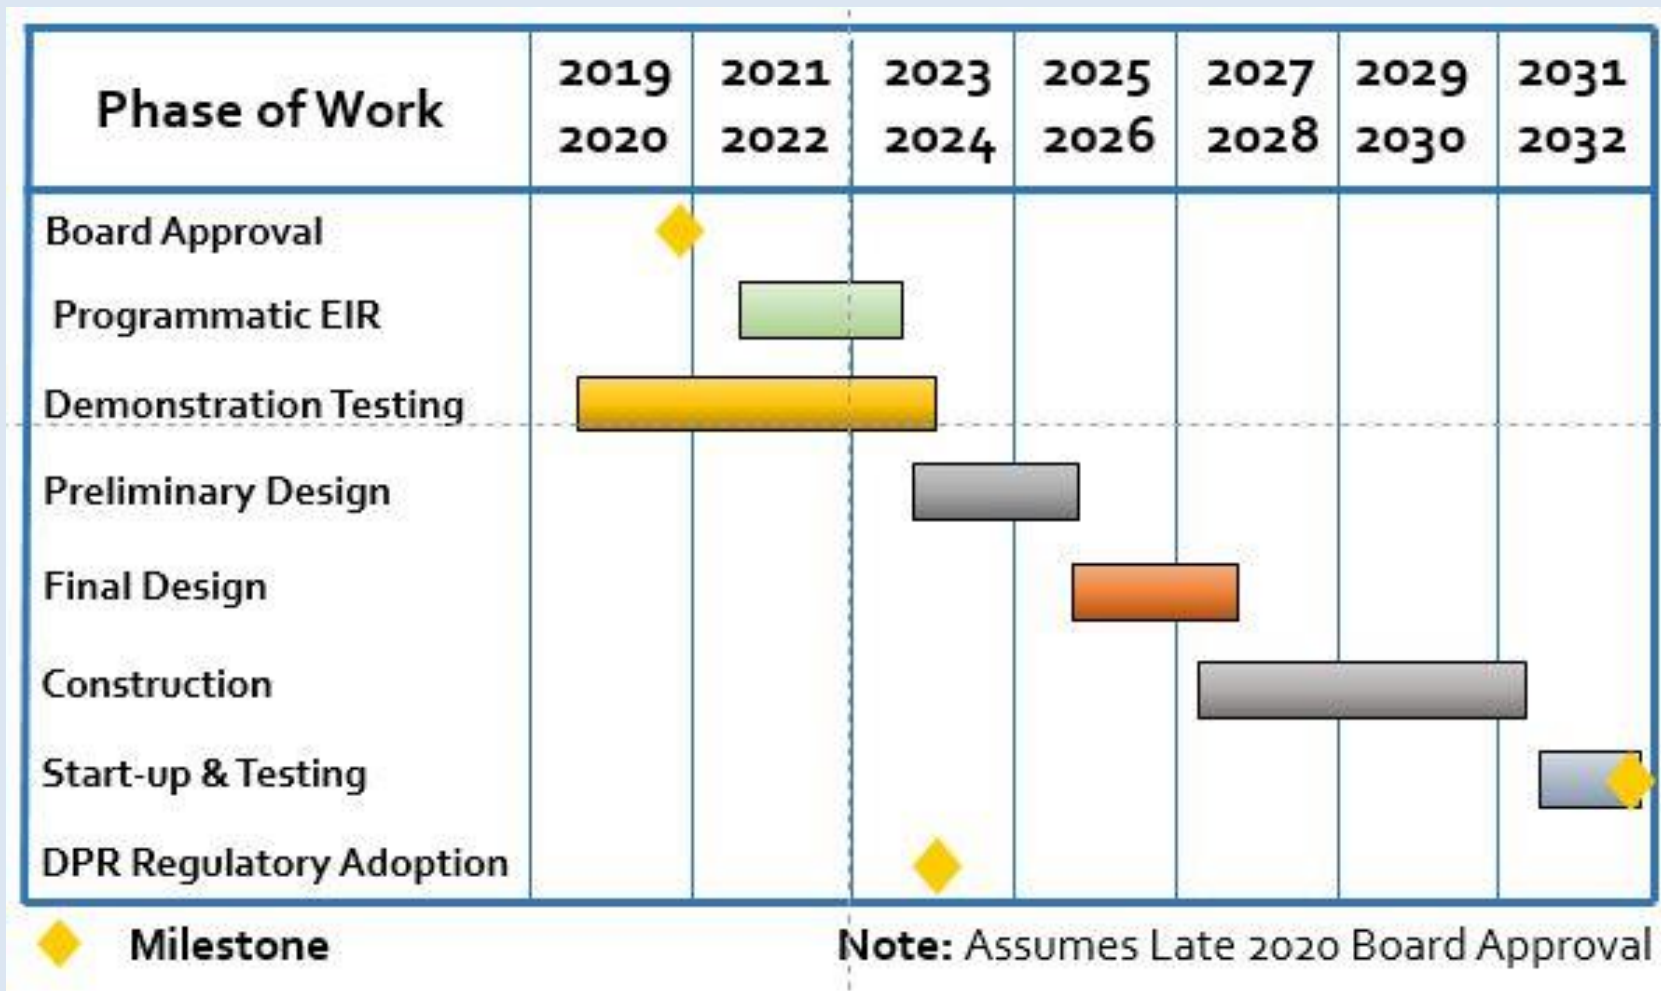 Phase of Work
2019 2021 2023 2025 2027 2029 2031
2020 2022 2024 2026 2028 2030 2032
Board Approval
Programmatic EIR
Demonstration Testing
Preliminary Design
Final Design
Construction
Start-up & Testing
DPR Regulatory Adoption
Milestone
Note: Assumes Late 2020 Board Approval